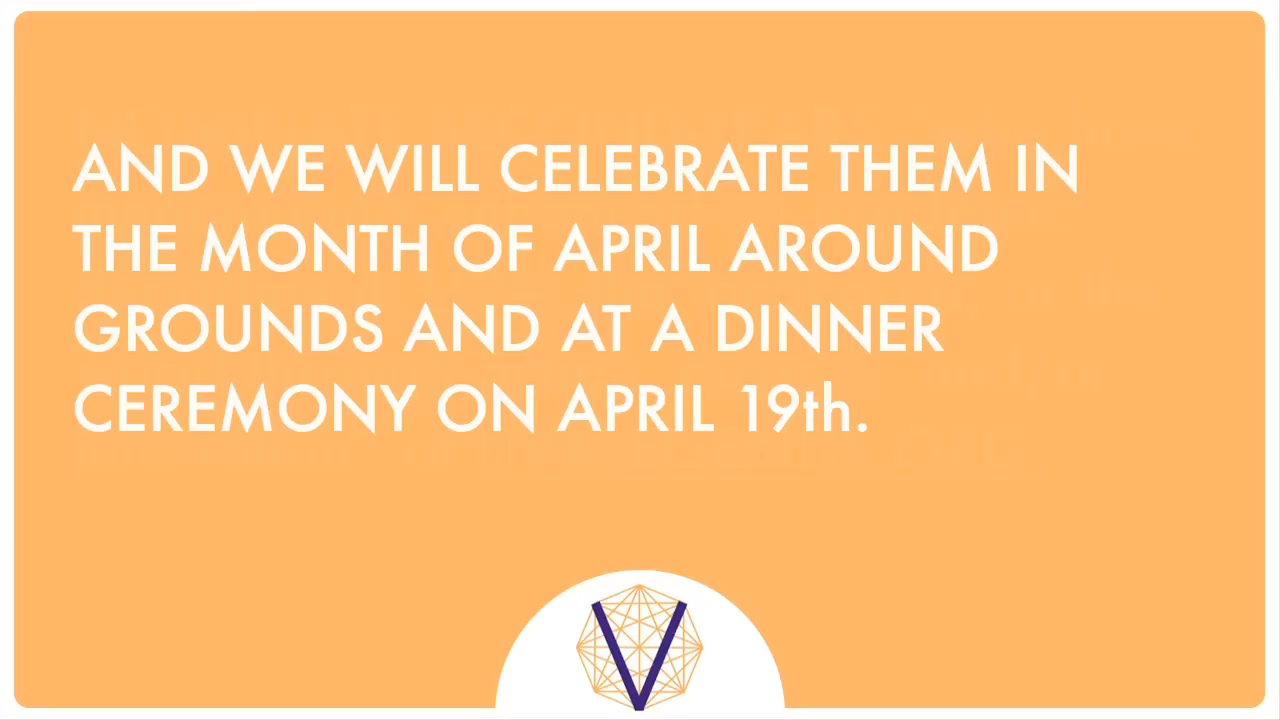 AND WE WILL CELEBRATE THEM IN
THE MONTH OF APRIL AROUND
GROUNDS AND AT A DINNER
CEREMONY ON APRIL 19th.
V